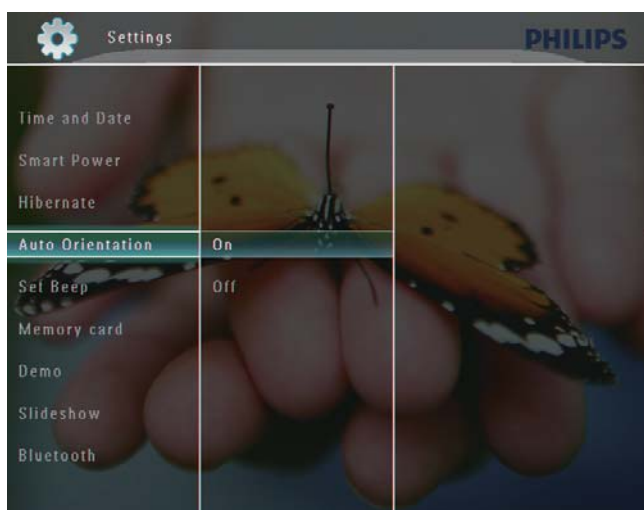 Settings
PHILIPS
Time and Date
Smart Power
Hibernate
Auto Orientation
On
Set Beep
Off
Memory card
Demo
Slideshow
Bluetooth